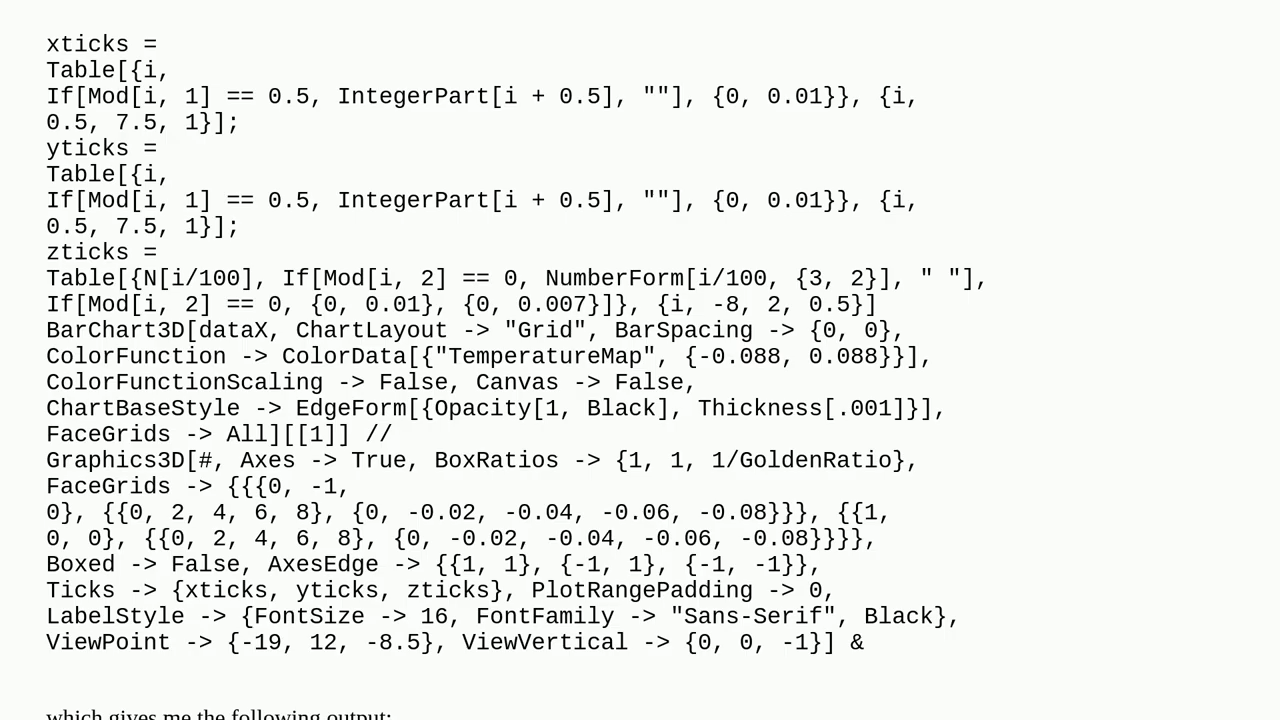 xticks =
Table[{i,
If[Mod[i, 1] == 0.5, IntegerPart[i + 0.5], ""], {0, 0.01}}, {i,
0.5, 7.5, 1}];
yticks =
Table[{i,
If[Mod[i, 1] == 0.5, IntegerPart[i + 0.5], ""], {0, 0.01}}, {i,
0.5, 7.5, 1}];
zticks =
Table[{N[i/100], If[Mod[i, 2] == 0, NumberForm[i/100, {3, 2}], " "],
If[Mod[i, 2] == 0, {0, 0.01}, {0, 0.007}]}, {i, -8, 2, 0.5}]
BarChart3D[dataX, ChartLayout -> "Grid", BarSpacing -> {0, 0},
ColorFunction -> ColorData[{"TemperatureMap", {-0.088, 0.088}}],
ColorFunctionScaling -> False, Canvas -> False,
ChartBaseStyle -> EdgeForm[{Opacity[1, Black], Thickness[.001]}],
FaceGrids -> All][[1]] //
Graphics3D[#, Axes -> True, BoxRatios -> {1, 1, 1/GoldenRatio},
FaceGrids -> {{{0, -1,
0}, {{0, 2, 4, 6, 8}, {0, -0.02, -0.04, -0.06, -0.08}}}, {{1,
0, 0}, {{0, 2, 4, 6, 8}, {0, -0.02, -0.04, -0.06, -0.08}}}},
Boxed -> False, AxesEdge -> {{1, 1}, {-1, 1}, {-1, -1}},
Ticks -> {xticks, yticks, zticks}, PlotRangePadding -> 0,
LabelStyle -> {FontSize -> 16, FontFamily -> "Sans-Serif", Black},
ViewPoint -> {-19, 12, -8.5}, ViewVertical -> {0, 0, -1}] &
which gives me the following output: